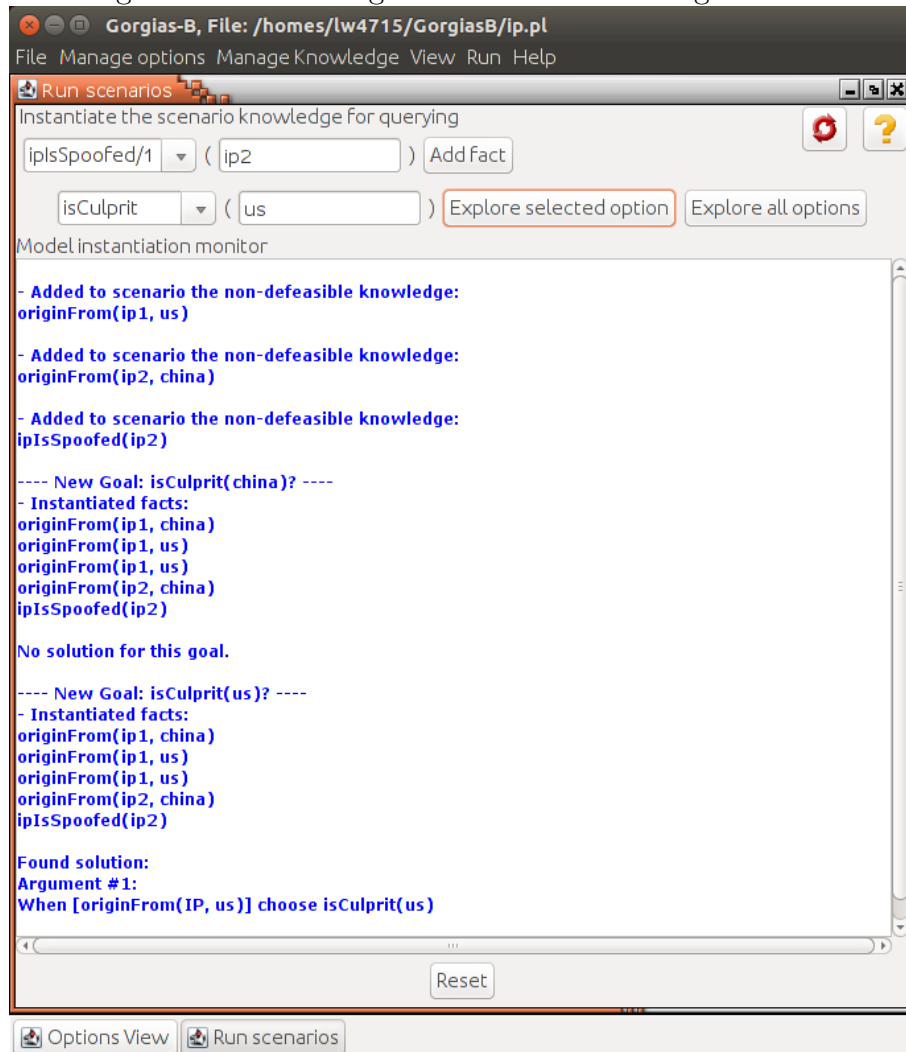 Gorgias-B, File: /homes/lw4715/GorgiasB/ip.pl
File Manage options Manage Knowledge View Run Help
Run scenarios
Instantiate the scenario knowledge for querying
ipIsSpoofed/1 ( ip2 ) Add fact
isCulprit ( us ) Explore selected option Explore all options
Model instantiation monitor
- Added to scenario the non-defeasible knowledge:
originFrom(ip1, us)
- Added to scenario the non-defeasible knowledge:
originFrom(ip2, china)
- Added to scenario the non-defeasible knowledge:
ipIsSpoofed(ip2)
---- New Goal: isCulprit(china)? ----
- Instantiated facts:
originFrom(ip1, china)
originFrom(ip1, us)
originFrom(ip1, us)
originFrom(ip2, china)
ipIsSpoofed(ip2)
No solution for this goal.
---- New Goal: isCulprit(us)? ----
- Instantiated facts:
originFrom(ip1, china)
originFrom(ip1, us)
originFrom(ip1, us)
originFrom(ip2, china)
ipIsSpoofed(ip2)
Found solution:
Argument #1:
When [originFrom(IP, us)] choose isCulprit(us)
Reset
Options View Run scenarios